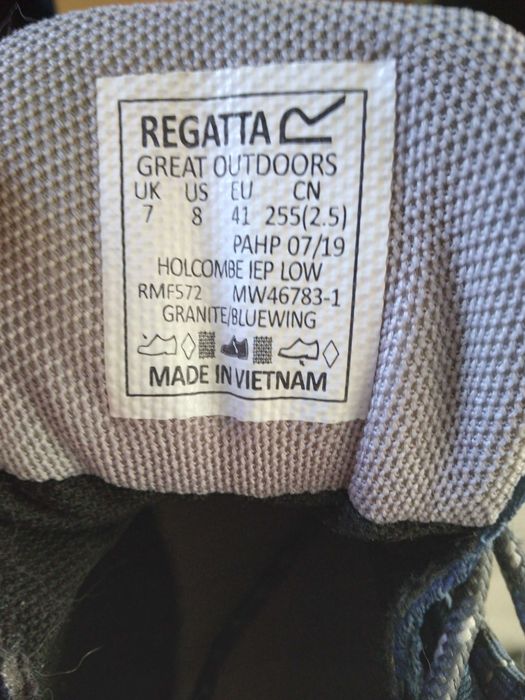 REGATTA
GREAT OUTDOORS
UK US EU CN
7 8 41 255(2.5)
PAHP 07/19
HOLCOMBE IEP LOW
RMF572 MW46783-1
GRANITE/BLUEWING
MADE IN VIETNAM